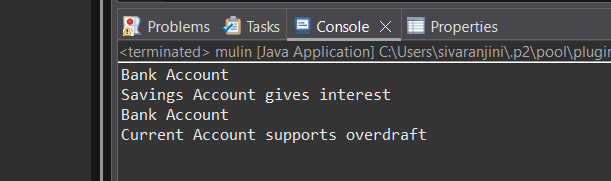 Problems Tasks Console Properties
<terminated> mulin [Java Application] C:\Users\sivaranjini\.p2\pool\plugin
Bank Account
Savings Account gives interest
Bank Account
Current Account supports overdraft